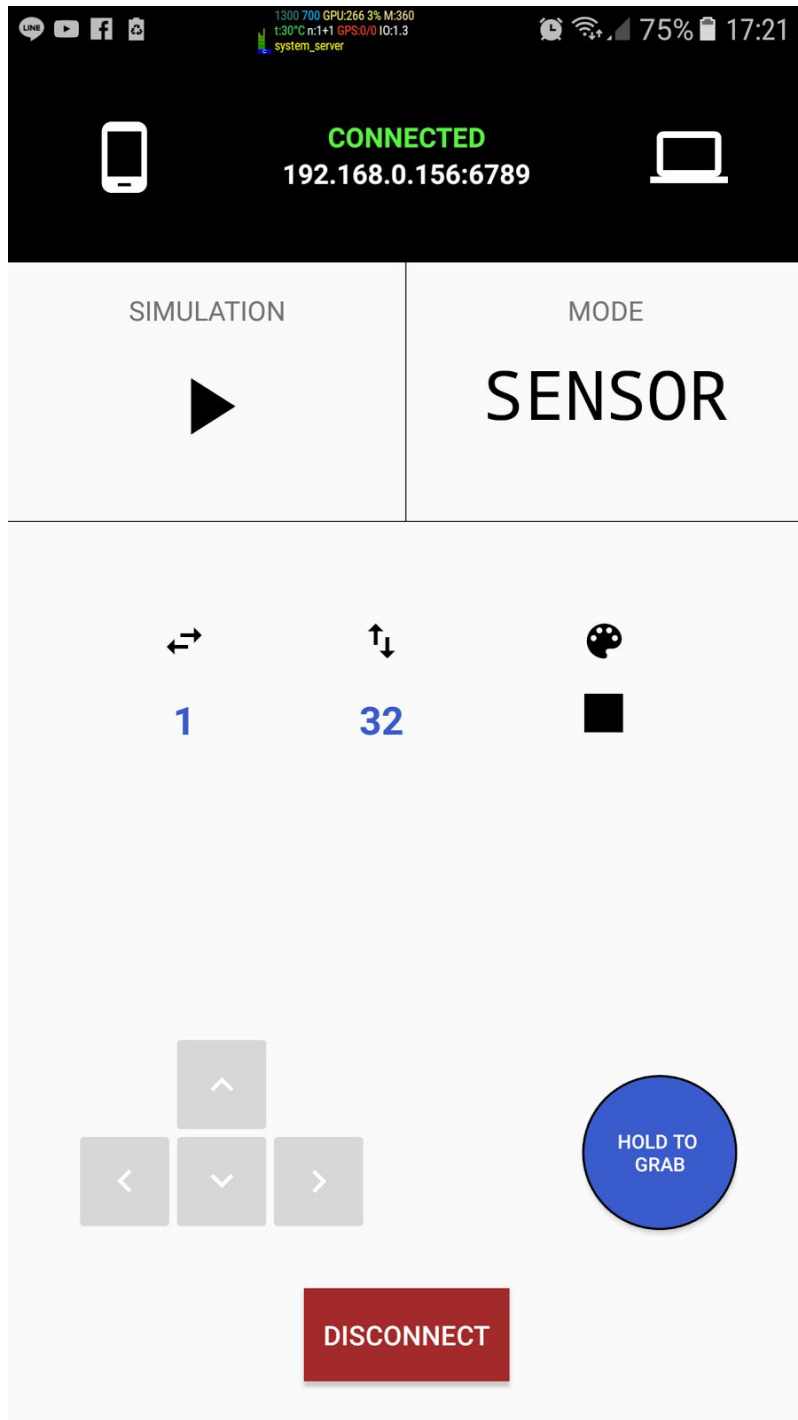 LINE
1300 700 GPU:266 3% M:360
t:30°C n:1+1 GPS:0/0 IO:1.3
system_server
75% 17:21
CONNECTED
192.168.0.156:6789
SIMULATION MODE
SENSOR
1 32
HOLD TO
GRAB
DISCONNECT